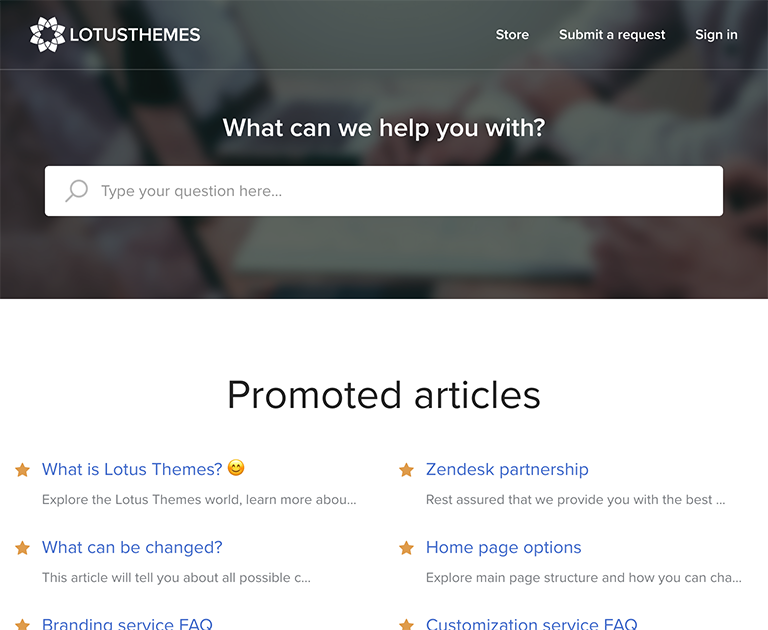 LOTUSTHEMES
Store
Submit a request
Sign in
What can we help you with?
Type your question here...
Promoted articles
What is Lotus Themes? 😊
Explore the Lotus Themes world, learn more abou...
Zendesk partnership
Rest assured that we provide you with the best ...
What can be changed?
This article will tell you about all possible c...
Home page options
Explore main page structure and how you can cha...
Branding service FAQ
Customization service FAQ